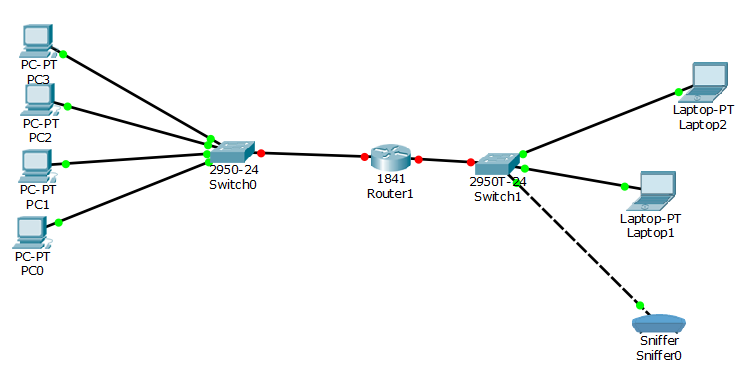 PC-PT
PC3
PC-PT
PC2
PC-PT
PC1
PC-PT
PC0
2950-24
Switch0
1841
Router1
2950T-24
Switch1
Laptop-PT
Laptop2
Laptop-PT
Laptop1
Sniffer
Sniffer0